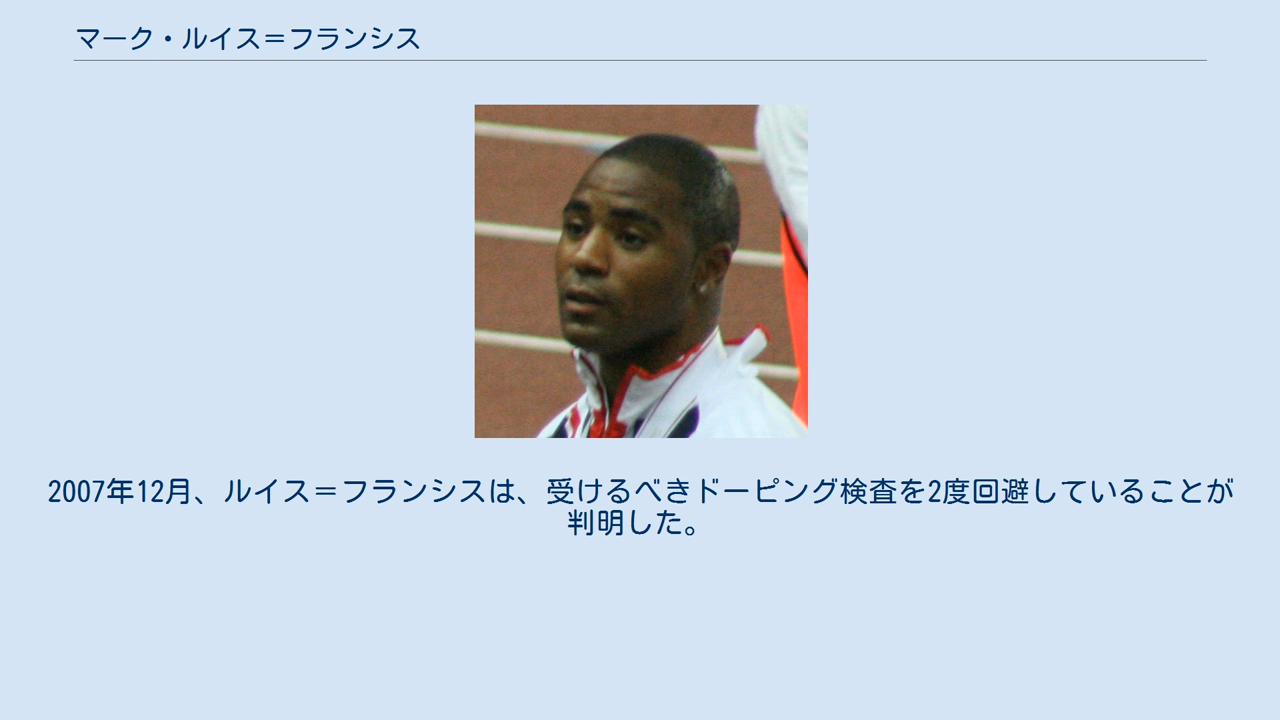 マーク・ルイス＝フランシス
2007年12月、ルイス＝フランシスは、受けるべきドーピング検査を2度回避していることが
判明した。